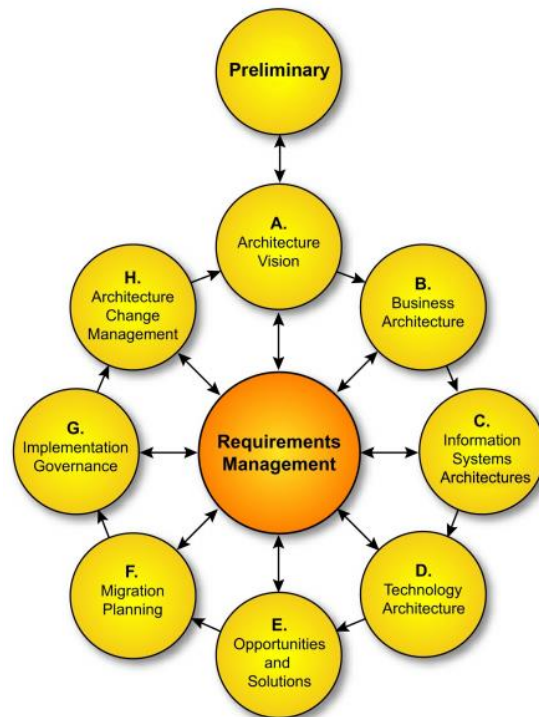 Preliminary
A.
Architecture
Vision
B.
Business
Architecture
C.
Information
Systems
Architectures
D.
Technology
Architecture
E.
Opportunities
and
Solutions
F.
Migration
Planning
G.
Implementation
Governance
H.
Architecture
Change
Management
Requirements
Management